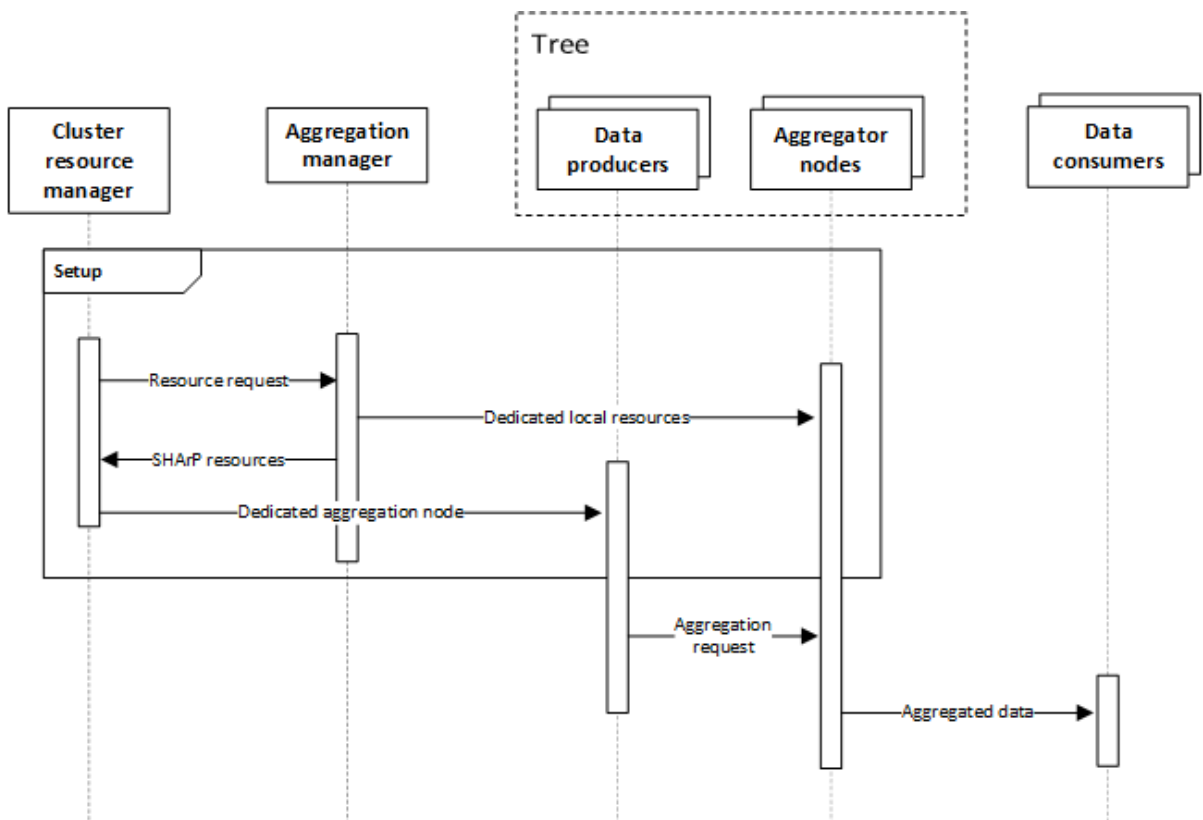 Tree
Cluster
resource
manager
Aggregation
manager
Data
producers
Aggregator
nodes
Data
consumers
Setup
Resource request
Dedicated local resources
SHArP resources
Dedicated aggregation node
Aggregation
request
Aggregated data